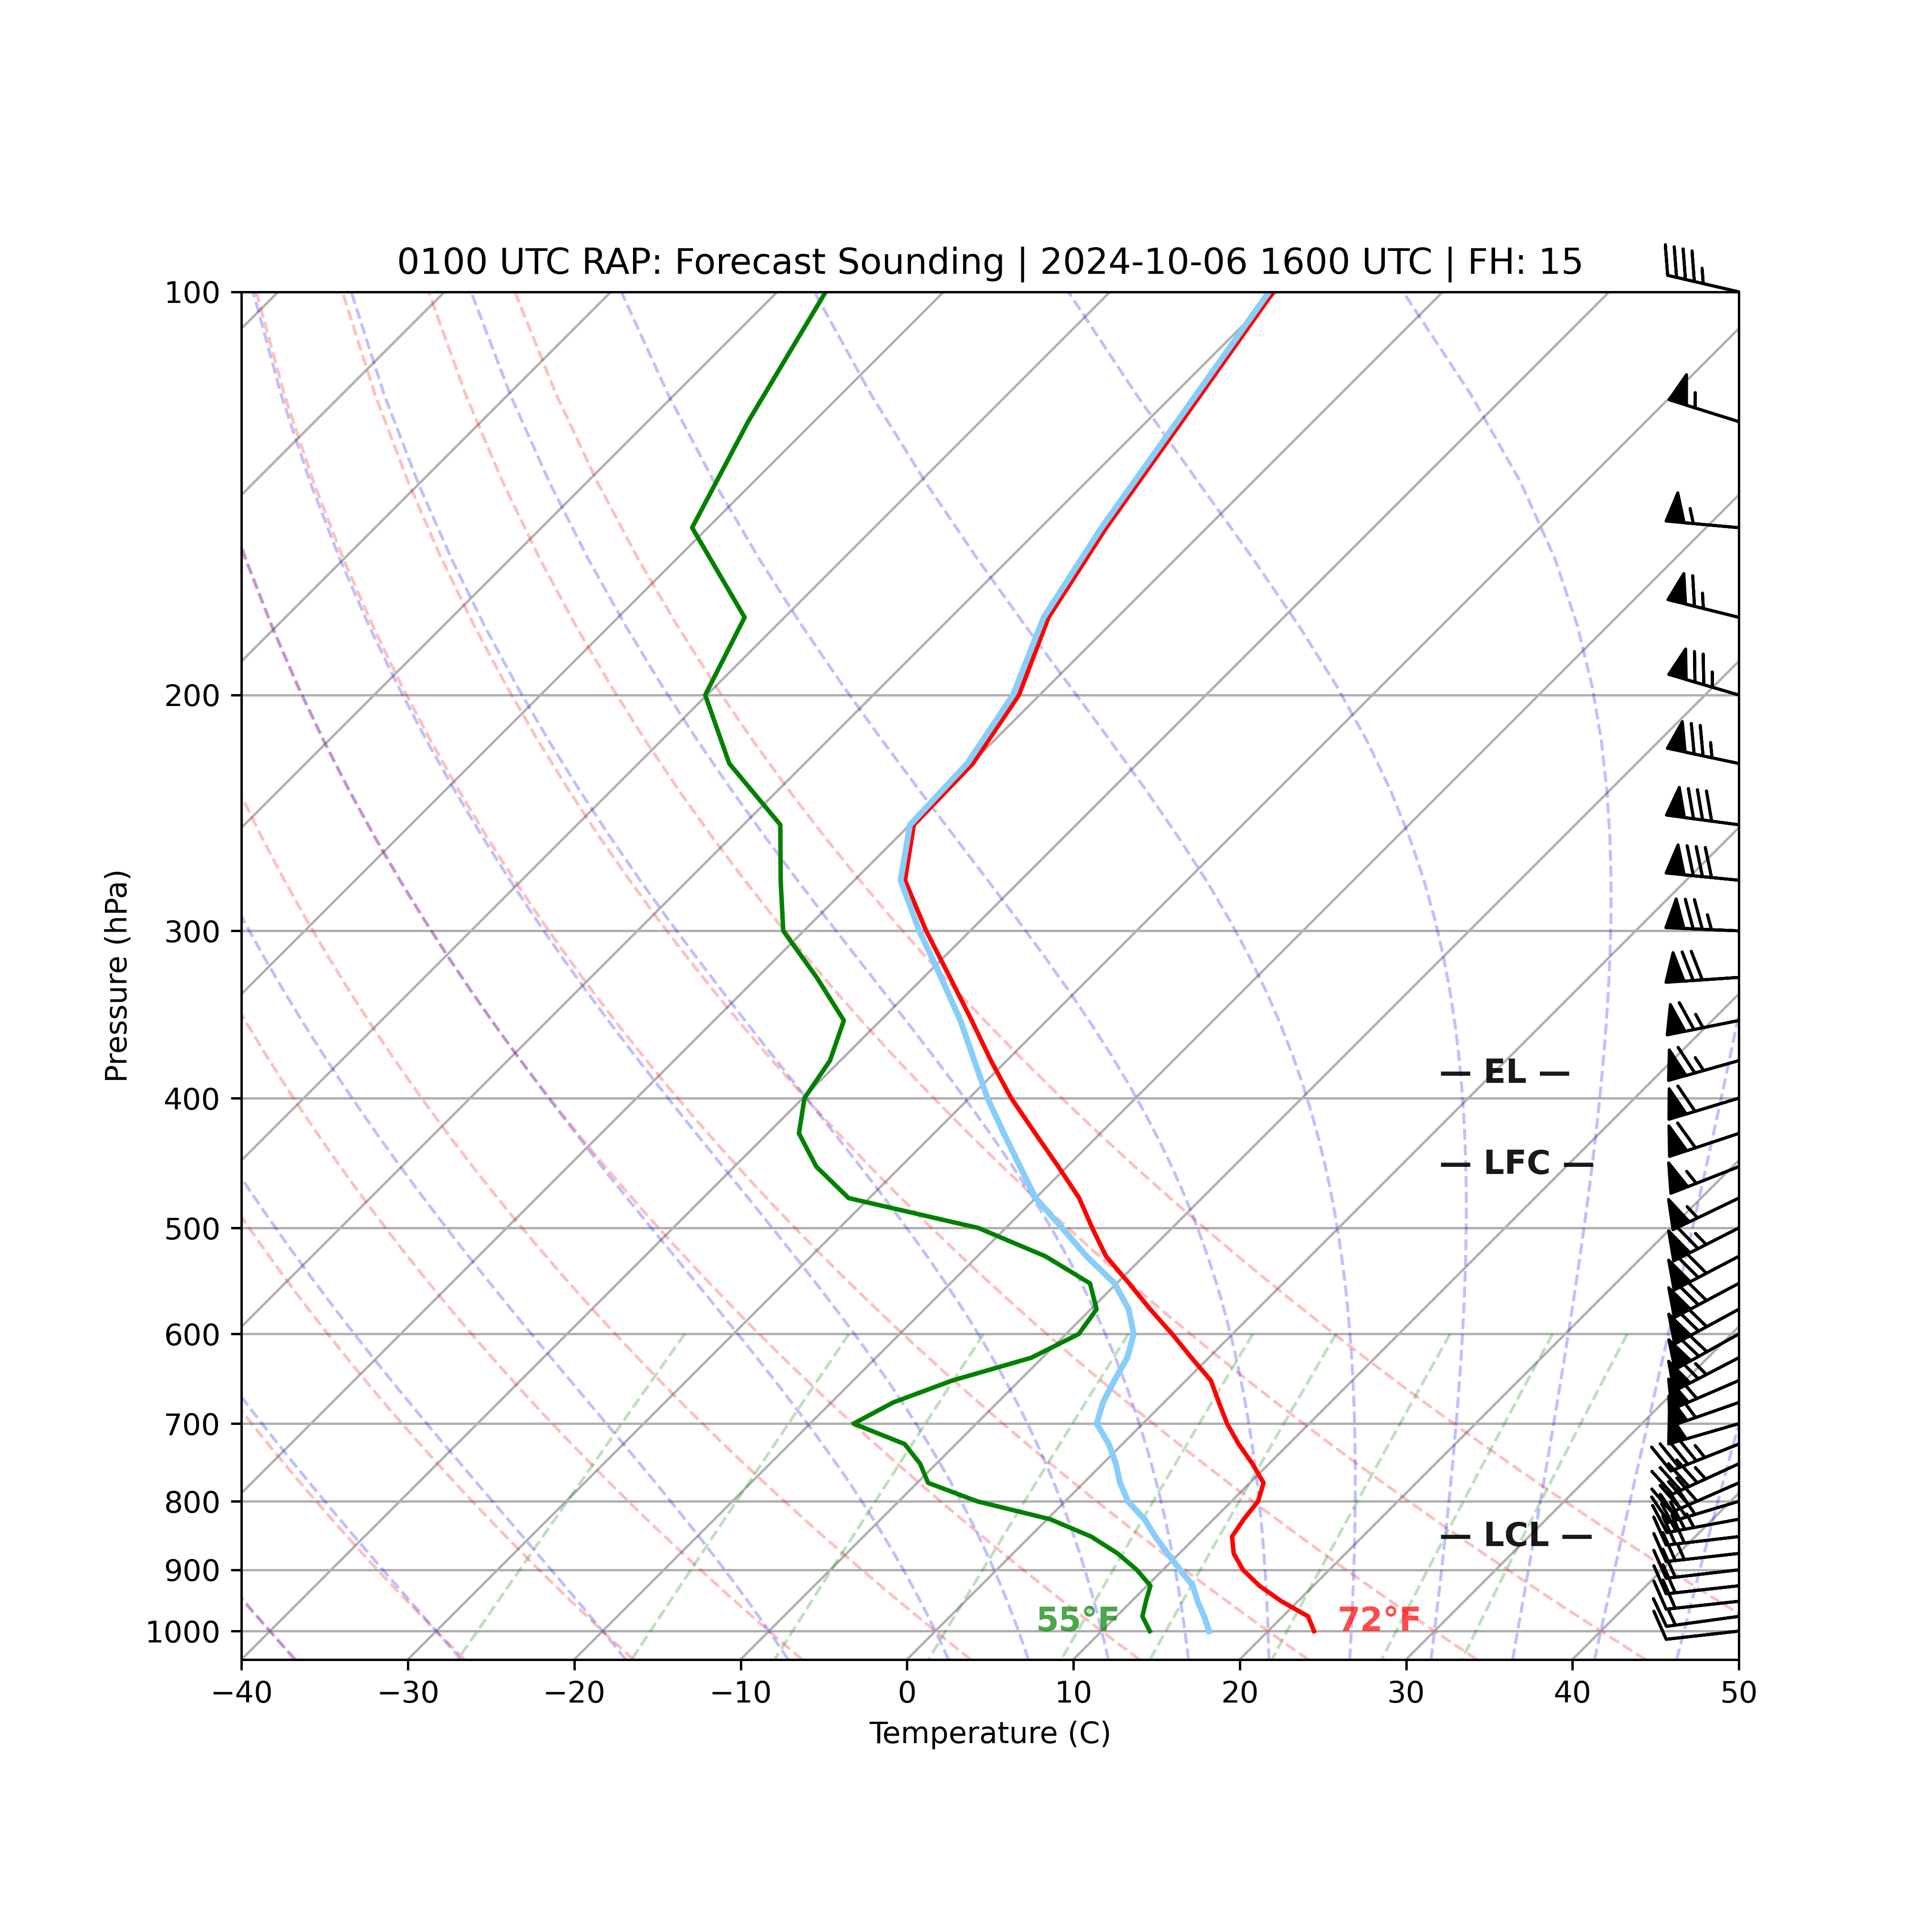 0100 UTC RAP: Forecast Sounding | 2024-10-06 1600 UTC | FH: 15
100
200
300
Pressure (hPa)
— EL —
400
— LFC —
500
600
700
800
— LCL —
900
55°F 72°F
1000
−40 −30 −20 −10 0 10 20 30 40 50
Temperature (C)